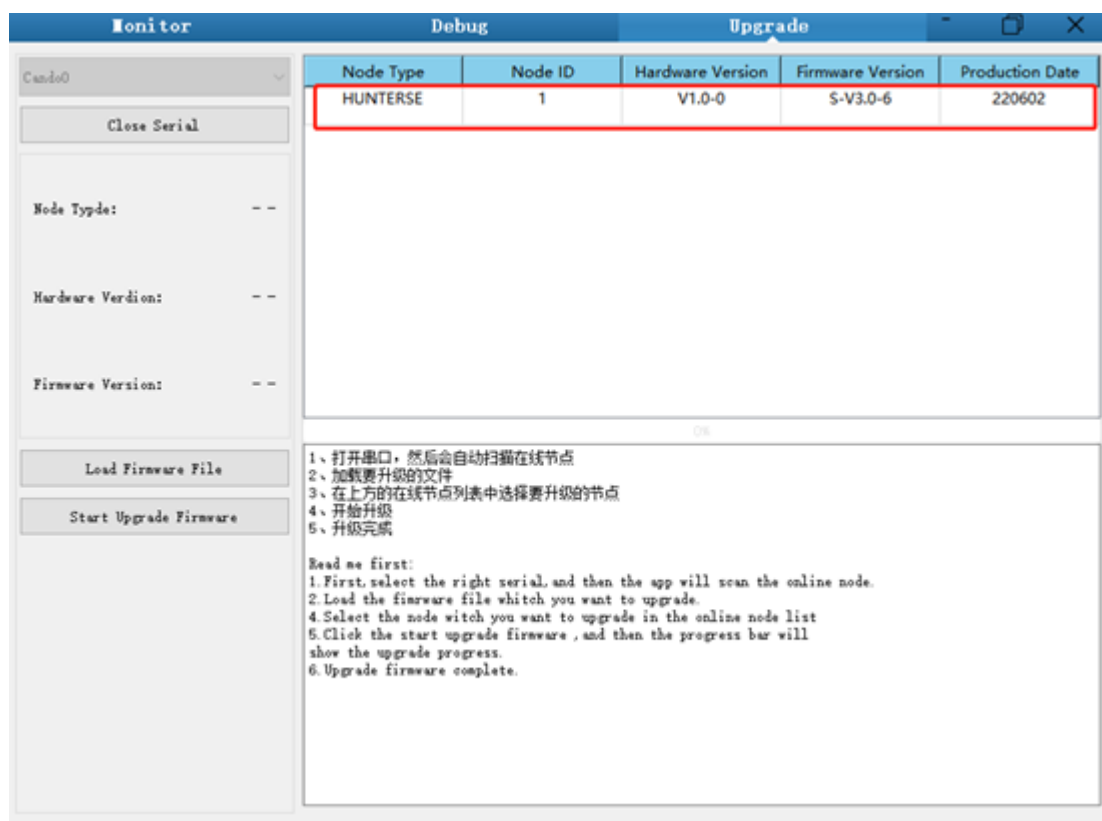 Monitor
Debug
Upgrade
Cando0
Close Serial
Node Typde: --
Hardware Verdion: --
Firmware Version: --
Load Firmware File
Start Upgrade Firmware
Node Type Node ID Hardware Version Firmware Version Production Date
HUNTERSE 1 V1.0-0 S-V3.0-6 220602
0%
1、打开串口，然后会自动扫描在线节点
2、加载要升级的文件
3、在上方的在线节点列表中选择要升级的节点
4、开始升级
5、升级完成
Read me first:
1.First,select the right serial,and then the app will scan the online node.
2.Load the fimrware file whitch you want to upgrade.
4.Select the node witch you want to upgrade in the online node list
5.Click the start upgrade firmware ,and then the progress bar will
show the upgrade progress.
6.Upgrade firmware complete.